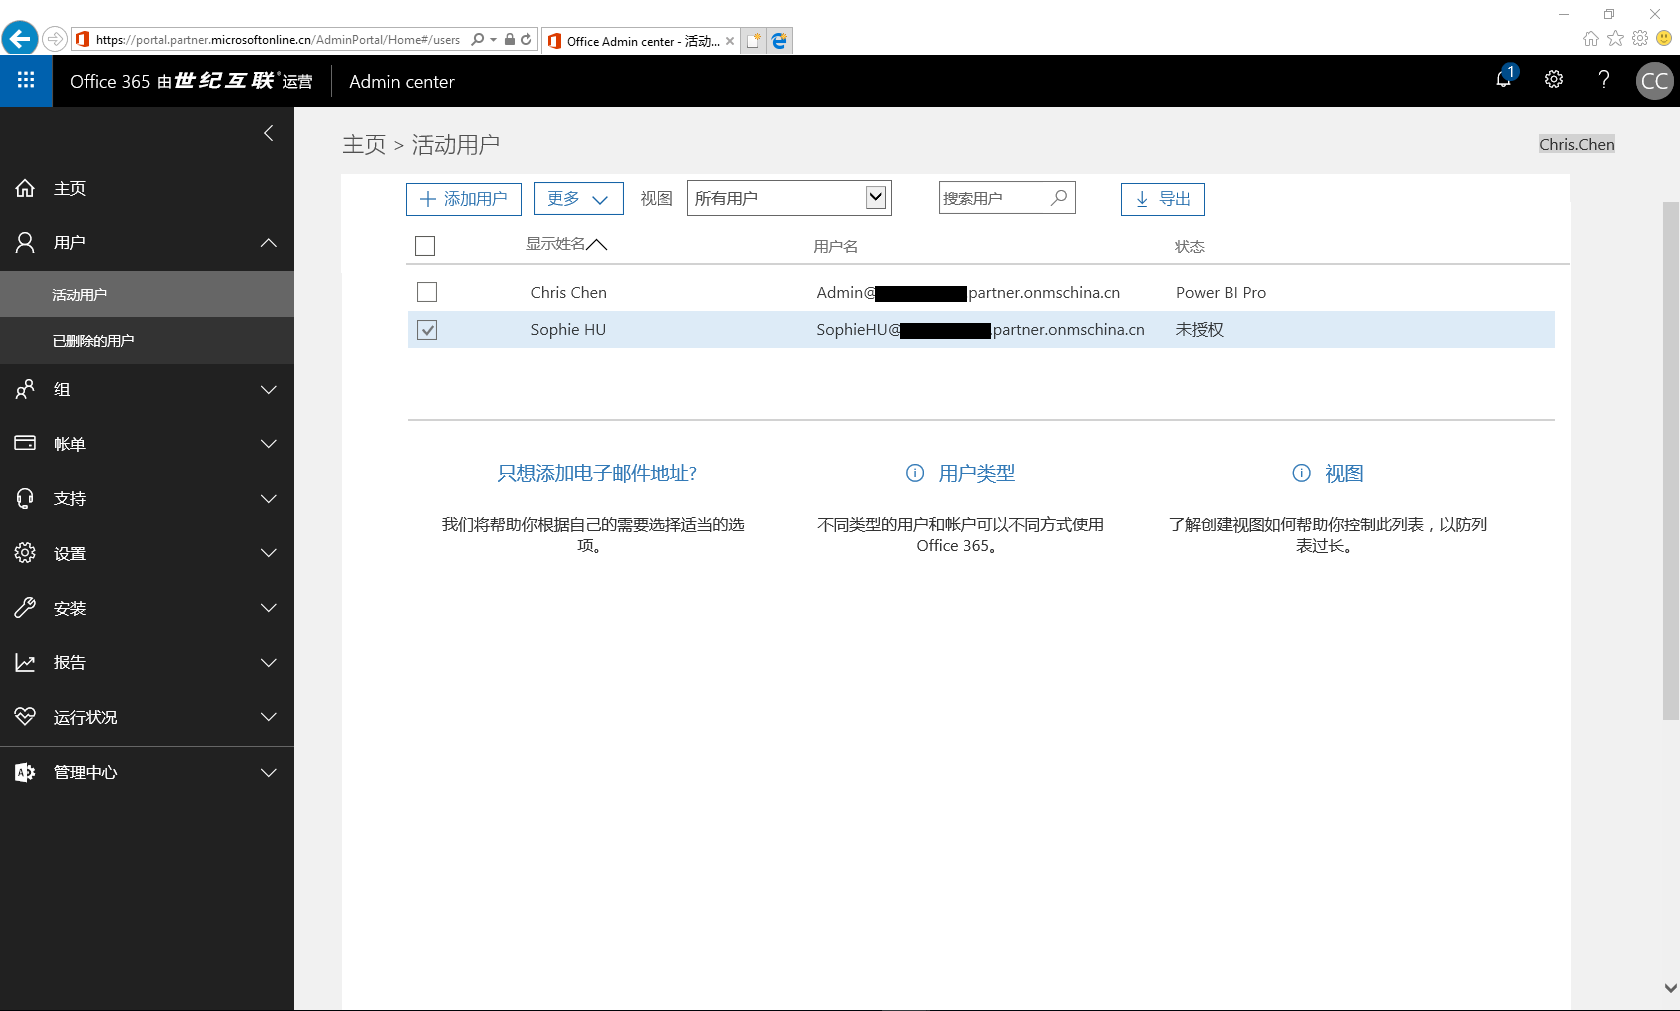 https://portal.partner.microsoftonline.cn/AdminPortal/Home#/users
Office Admin center - 活动...
Office 365 由世纪互联运营
Admin center
1
?
CC
主页 > 活动用户
Chris.Chen
主页
用户
活动用户
已删除的用户
组
帐单
支持
设置
安装
报告
运行状况
管理中心
添加用户
更多
视图
所有用户
搜索用户
导出
显示姓名 用户名 状态
Chris Chen Admin@ partner.onmschina.cn Power BI Pro
Sophie HU SophieHU@ .partner.onmschina.cn 未授权
只想添加电子邮件地址?
我们将帮助你根据自己的需要选择适当的选
项。
用户类型
不同类型的用户和帐户可以不同方式使用
Office 365。
视图
了解创建视图如何帮助你控制此列表，以防列
表过长。